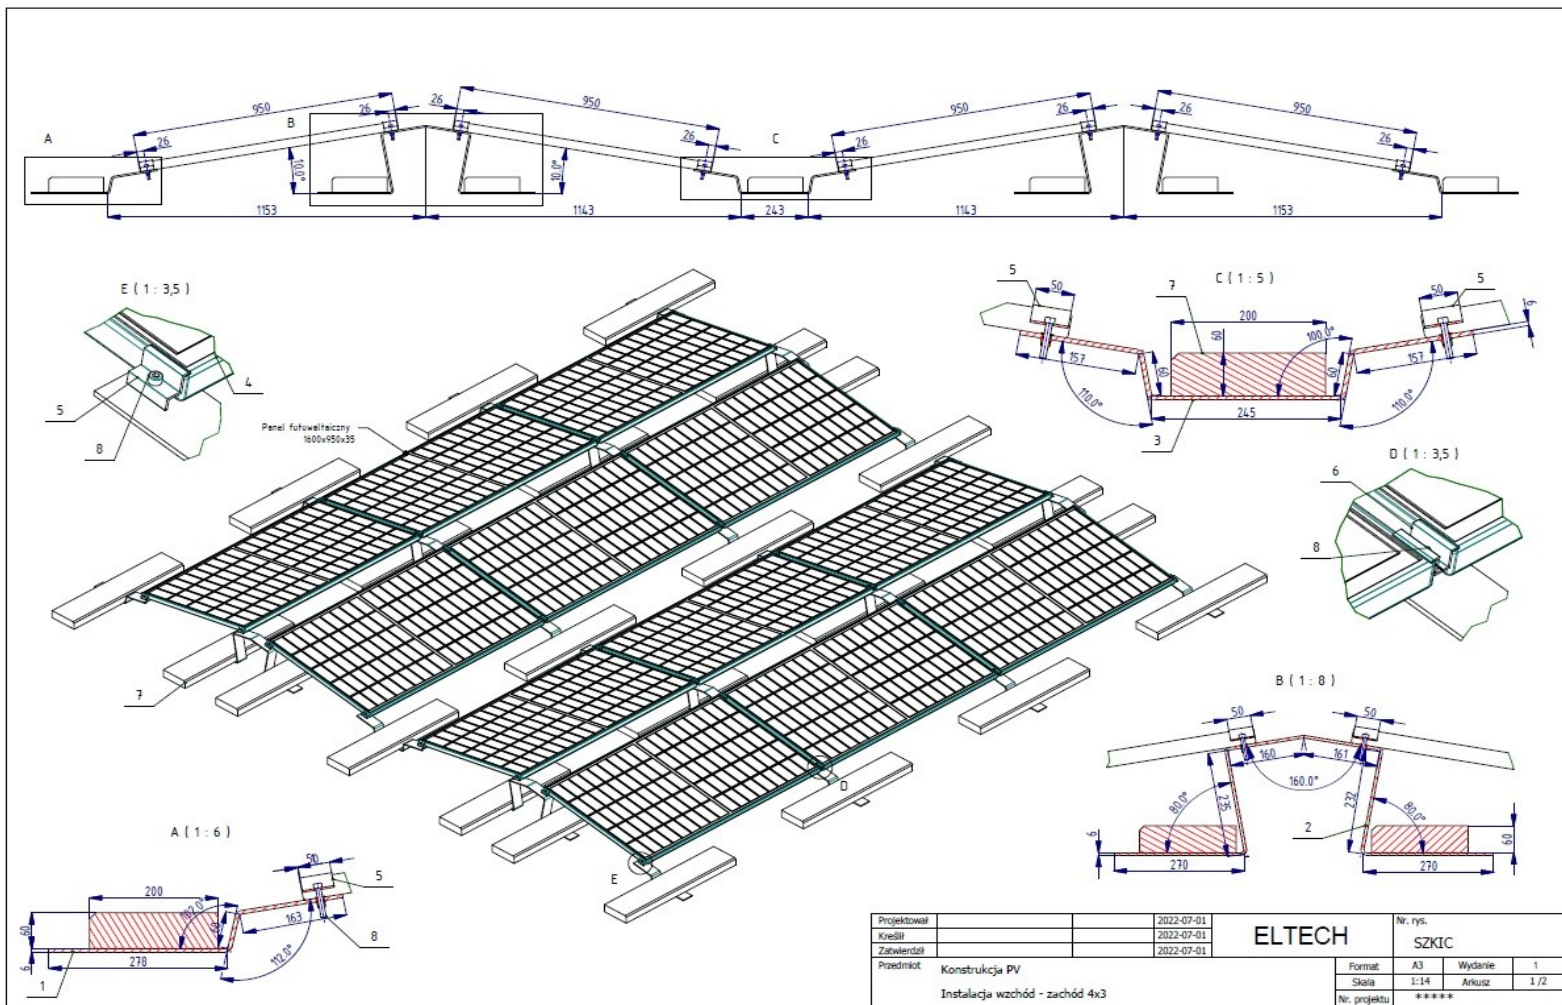 950
950
950
950
26
26
26
26
26
26
26
26
A
B
C
10.0°
10.0°
1153
1143
243
1143
1153
E ( 1 : 3,5 )
4
5
8
Panel fotowoltaiczny
1600x950x35
C ( 1 : 5 )
5
7
5
50
200
50
6
60
100.0°
157
60
60
157
110.0°
110.0°
245
3
D ( 1 : 3,5 )
6
8
7
D
E
B ( 1 : 8 )
50
50
160
161
160.0°
235
232
80.0°
80.0°
6
2
60
270
270
A ( 1 : 6 )
5
200
102.0°
163
60
60
8
6
278
112.0°
1
Projektował 2022-07-01
Kreślił 2022-07-01
Zatwierdził 2022-07-01
ELTECH
Nr. rys.
SZKIC
Przedmiot
Konstrukcja PV
Instalacja wzchód - zachód 4x3
Format A3 Wydanie 1
Skala 1:14 Arkusz 1 /2
Nr. projektu *****